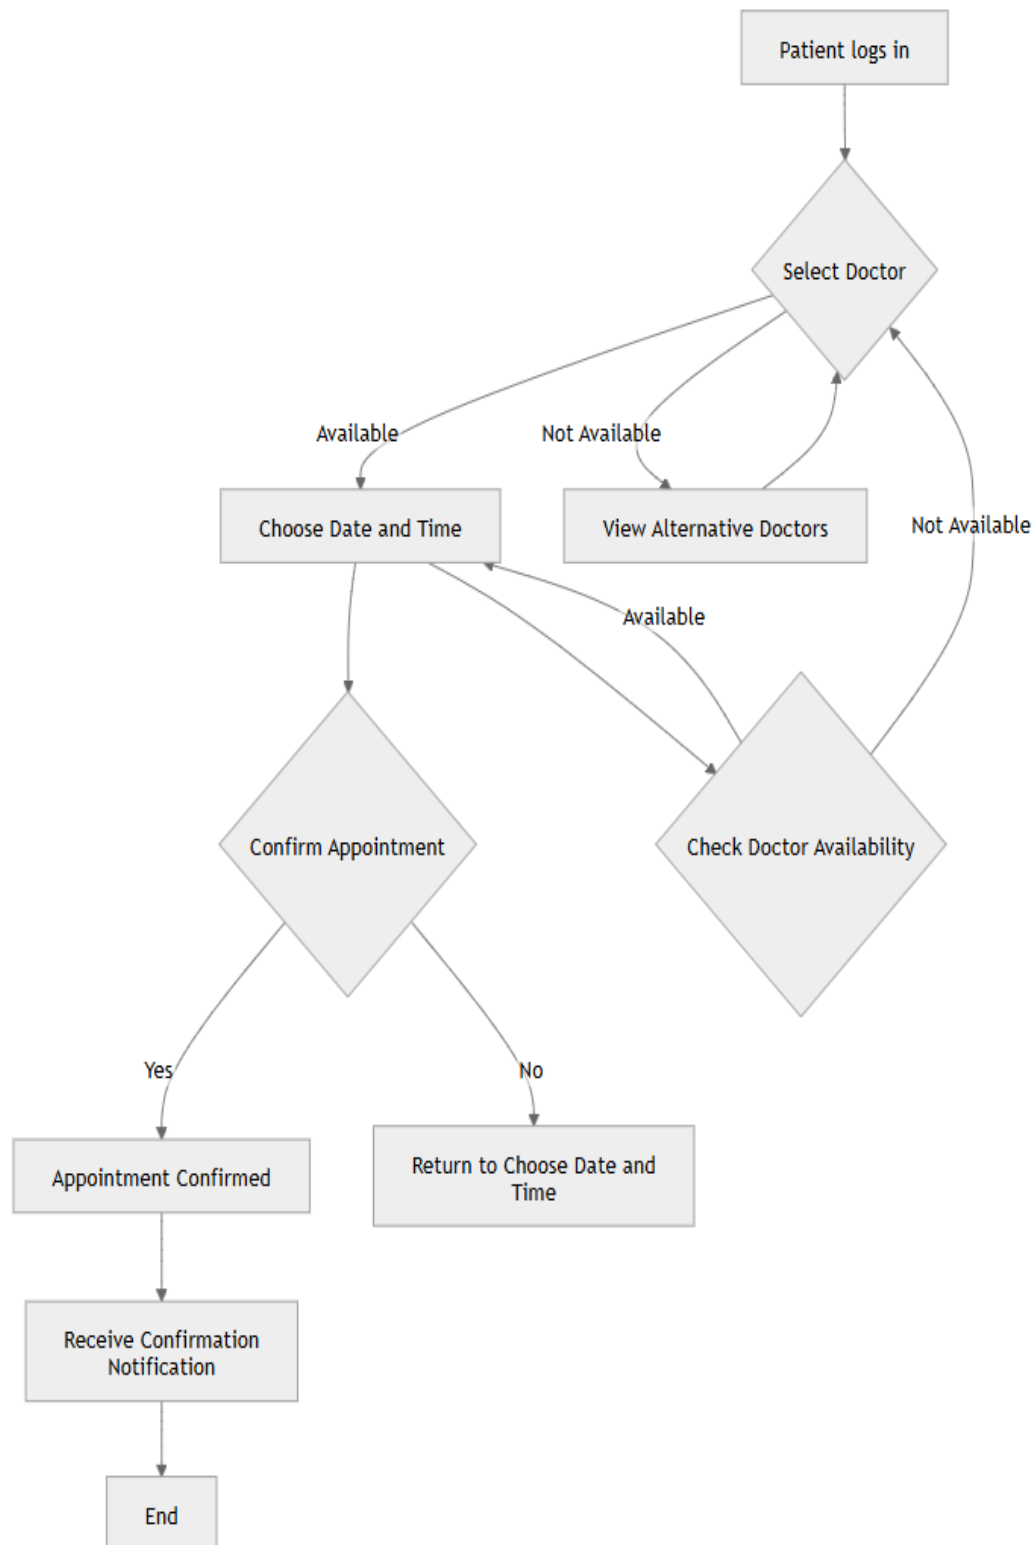 Patient logs in
Select Doctor
Available
Not Available
Choose Date and Time
View Alternative Doctors
Not Available
Available
Confirm Appointment
Check Doctor Availability
Yes
No
Appointment Confirmed
Return to Choose Date and
Time
Receive Confirmation
Notification
End